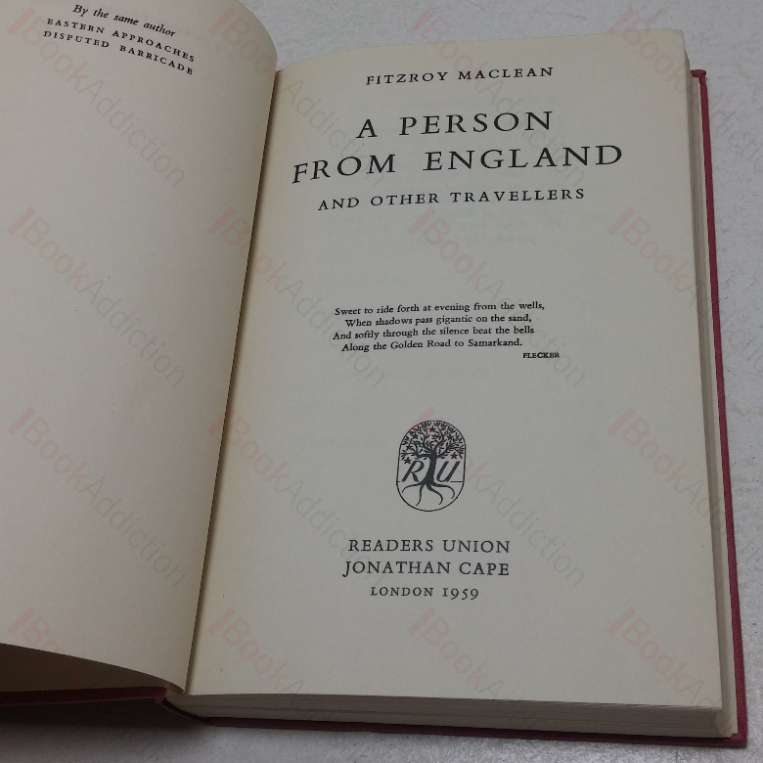 By the same author
EASTERN APPROACHES
DISPUTED BARRICADE
FITZROY MACLEAN
A PERSON
FROM ENGLAND
AND OTHER TRAVELLERS
Sweet to ride forth at evening from the wells,
When shadows pass gigantic on the sand,
And softly through the silence beat the bells
Along the Golden Road to Samarkand.
FLECKER
RU
READERS UNION
JONATHAN CAPE
LONDON 1959
BookAddiction